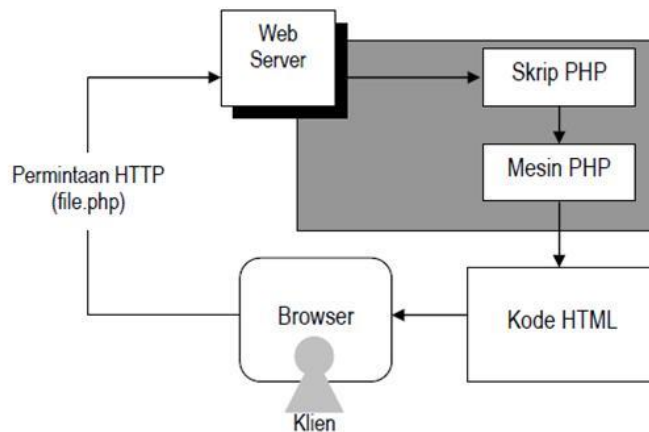 Web
Server
Skrip PHP
Mesin PHP
Permintaan HTTP
(file.php)
Browser
Kode HTML
Klien